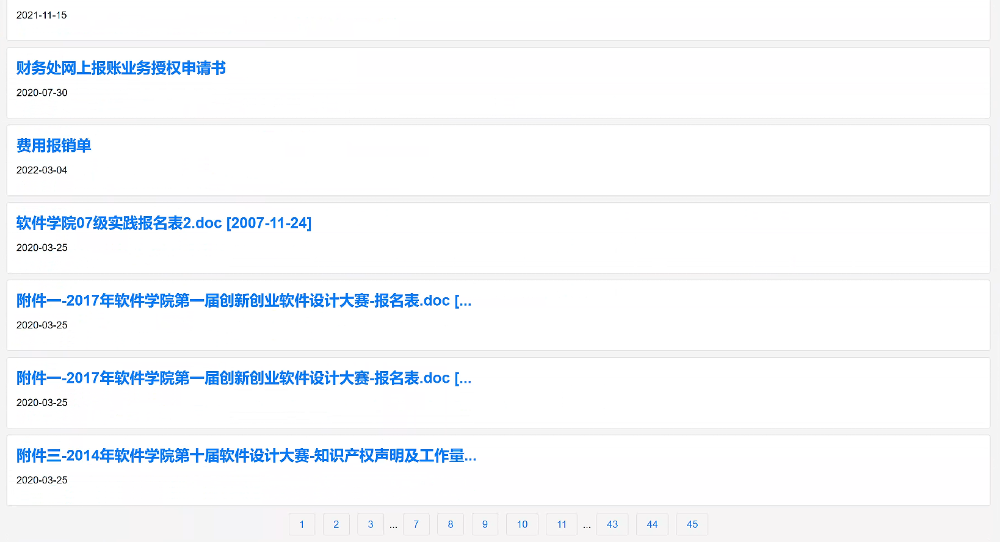 2021-11-15
财务处网上报账业务授权申请书
2020-07-30
费用报销单
2022-03-04
软件学院07级实践报名表2.doc [2007-11-24]
2020-03-25
附件一-2017年软件学院第一届创新创业软件设计大赛-报名表.doc [...
2020-03-25
附件一-2017年软件学院第一届创新创业软件设计大赛-报名表.doc [...
2020-03-25
附件三-2014年软件学院第十届软件设计大赛-知识产权声明及工作量...
2020-03-25
1 2 3 ... 7 8 9 10 11 ... 43 44 45